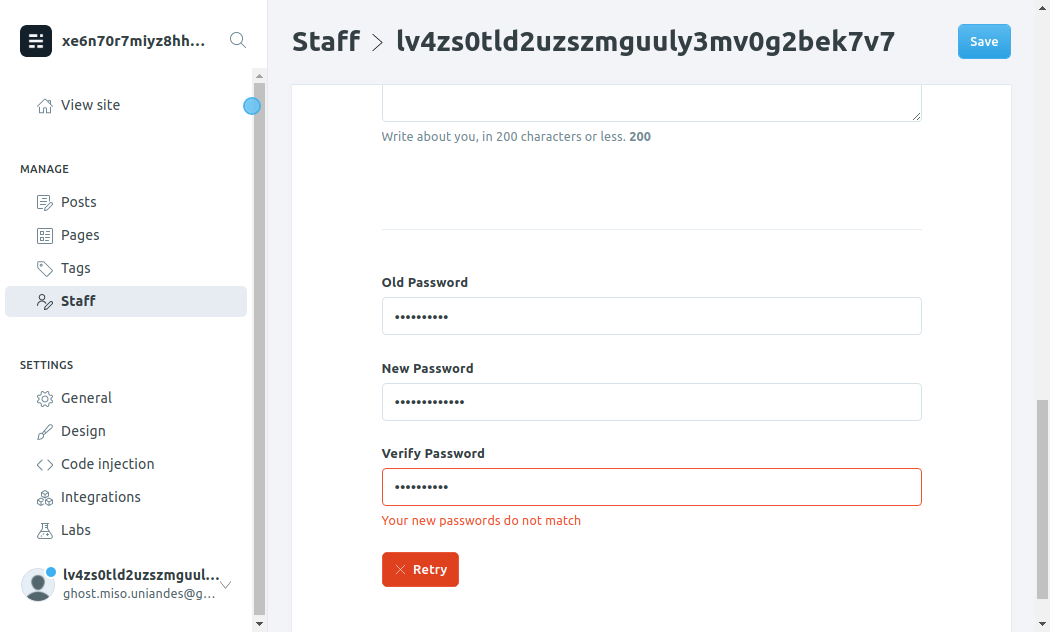 xe6n70r7miyz8hh...
Staff > lv4zs0tld2uzszmguuly3mv0g2bek7v7
Save
View site
Write about you, in 200 characters or less. 200
MANAGE
Posts
Pages
Tags
Staff
Old Password
••••••••••
New Password
•••••••••••••
Verify Password
••••••••••
Your new passwords do not match
Retry
SETTINGS
General
Design
Code injection
Integrations
Labs
lv4zs0tld2uzszmguul...
ghost.miso.uniandes@g...